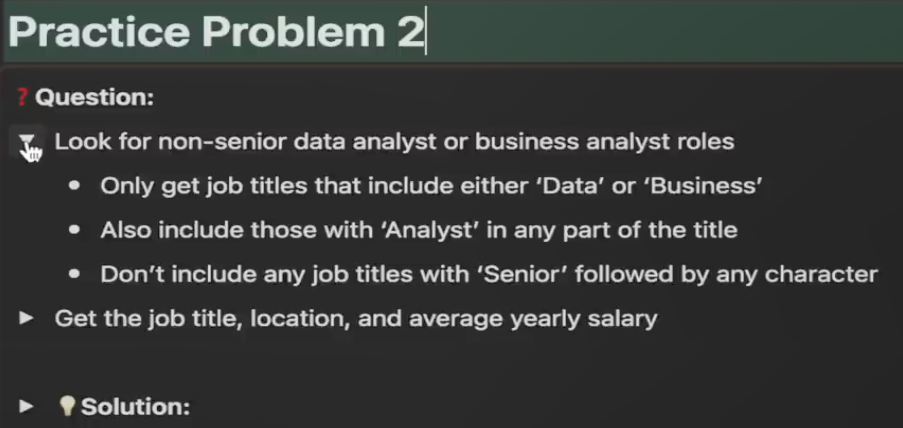 Practice Problem 2
❓Question:
▼ Look for non-senior data analyst or business analyst roles
• Only get job titles that include either ‘Data’ or ‘Business’
• Also include those with ‘Analyst’ in any part of the title
• Don’t include any job titles with ‘Senior’ followed by any character
▶ Get the job title, location, and average yearly salary
▶ 💡Solution: